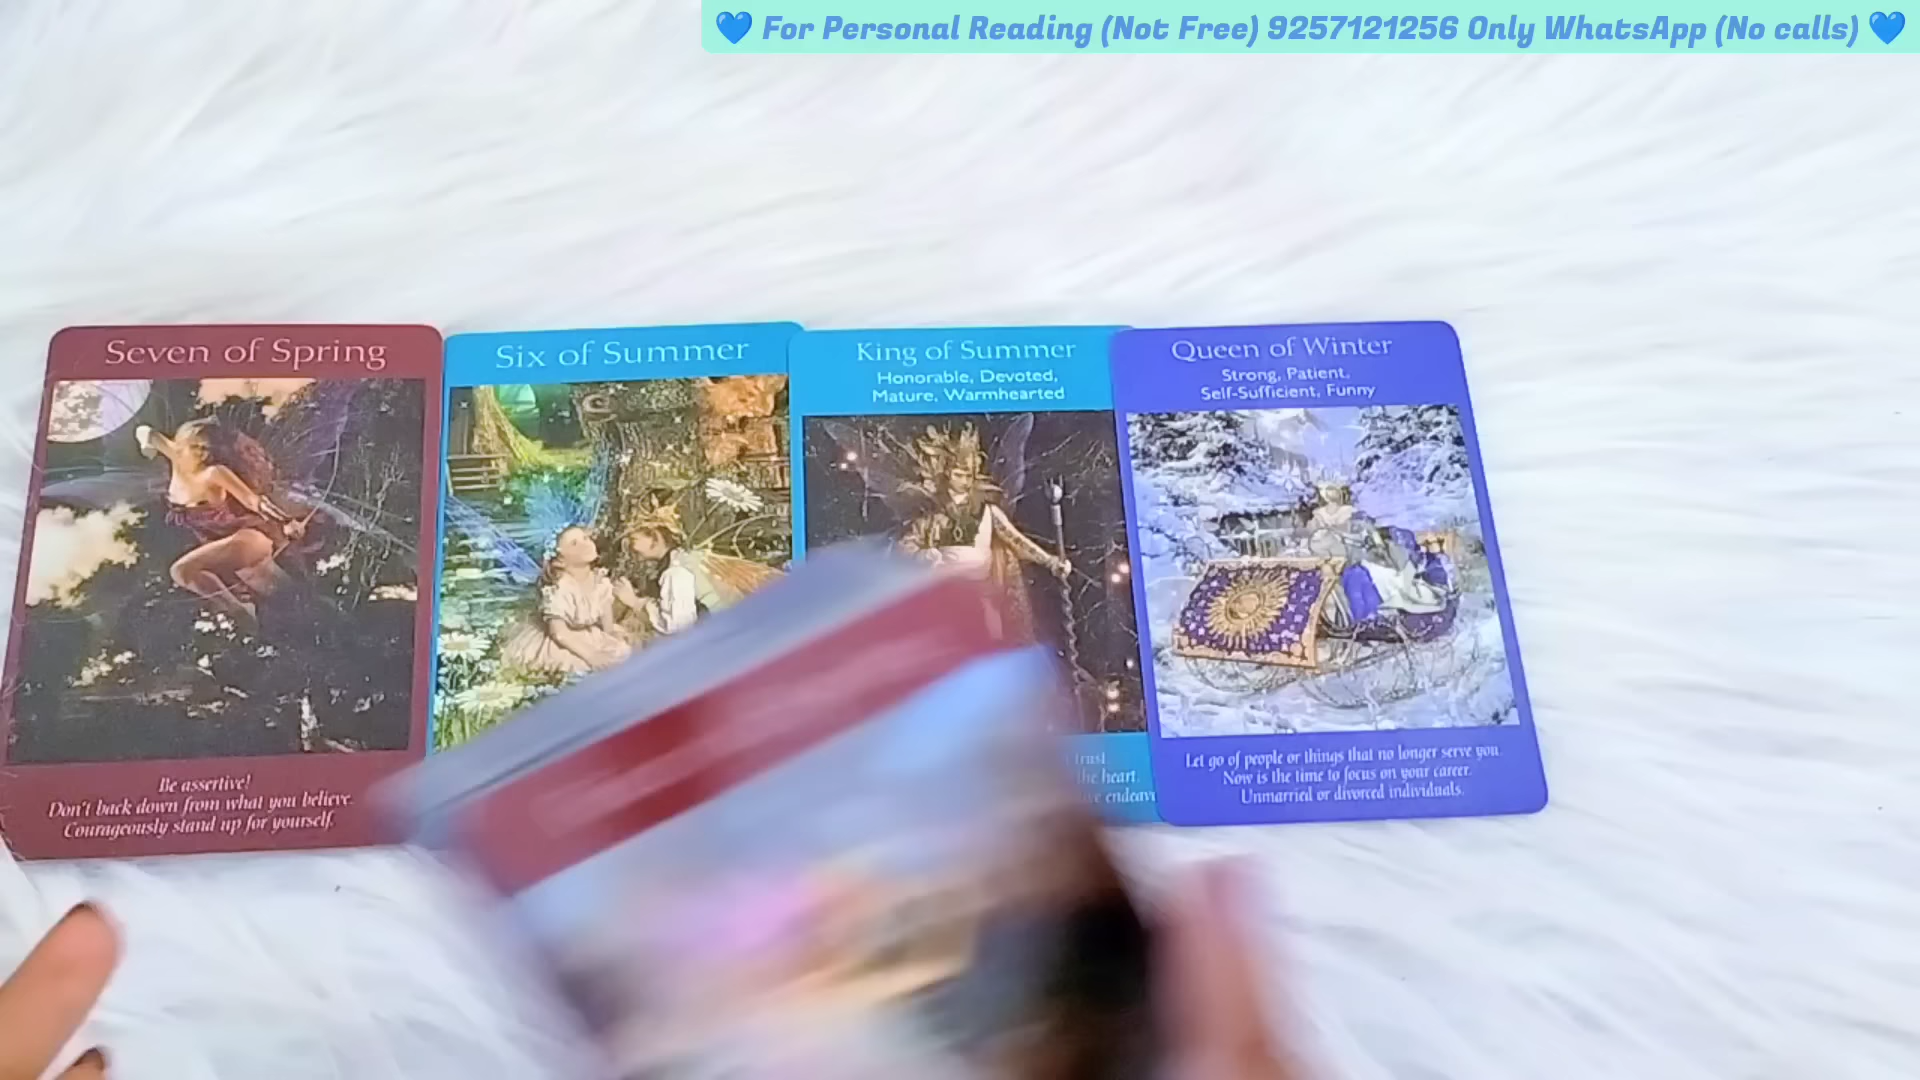 💙 For Personal Reading (Not Free) 9257121256 Only WhatsApp (No calls) 💙
Seven of Spring
Be assertive!
Don't back down from what you believe.
Courageously stand up for yourself.
Six of Summer
King of Summer
Honorable, Devoted,
Mature, Warmhearted
trust.
the heart.
Queen of Winter
Strong, Patient,
Self-Sufficient, Funny
Let go of people or things that no longer serve you.
Now is the time to focus on your career.
Unmarried or divorced individuals.